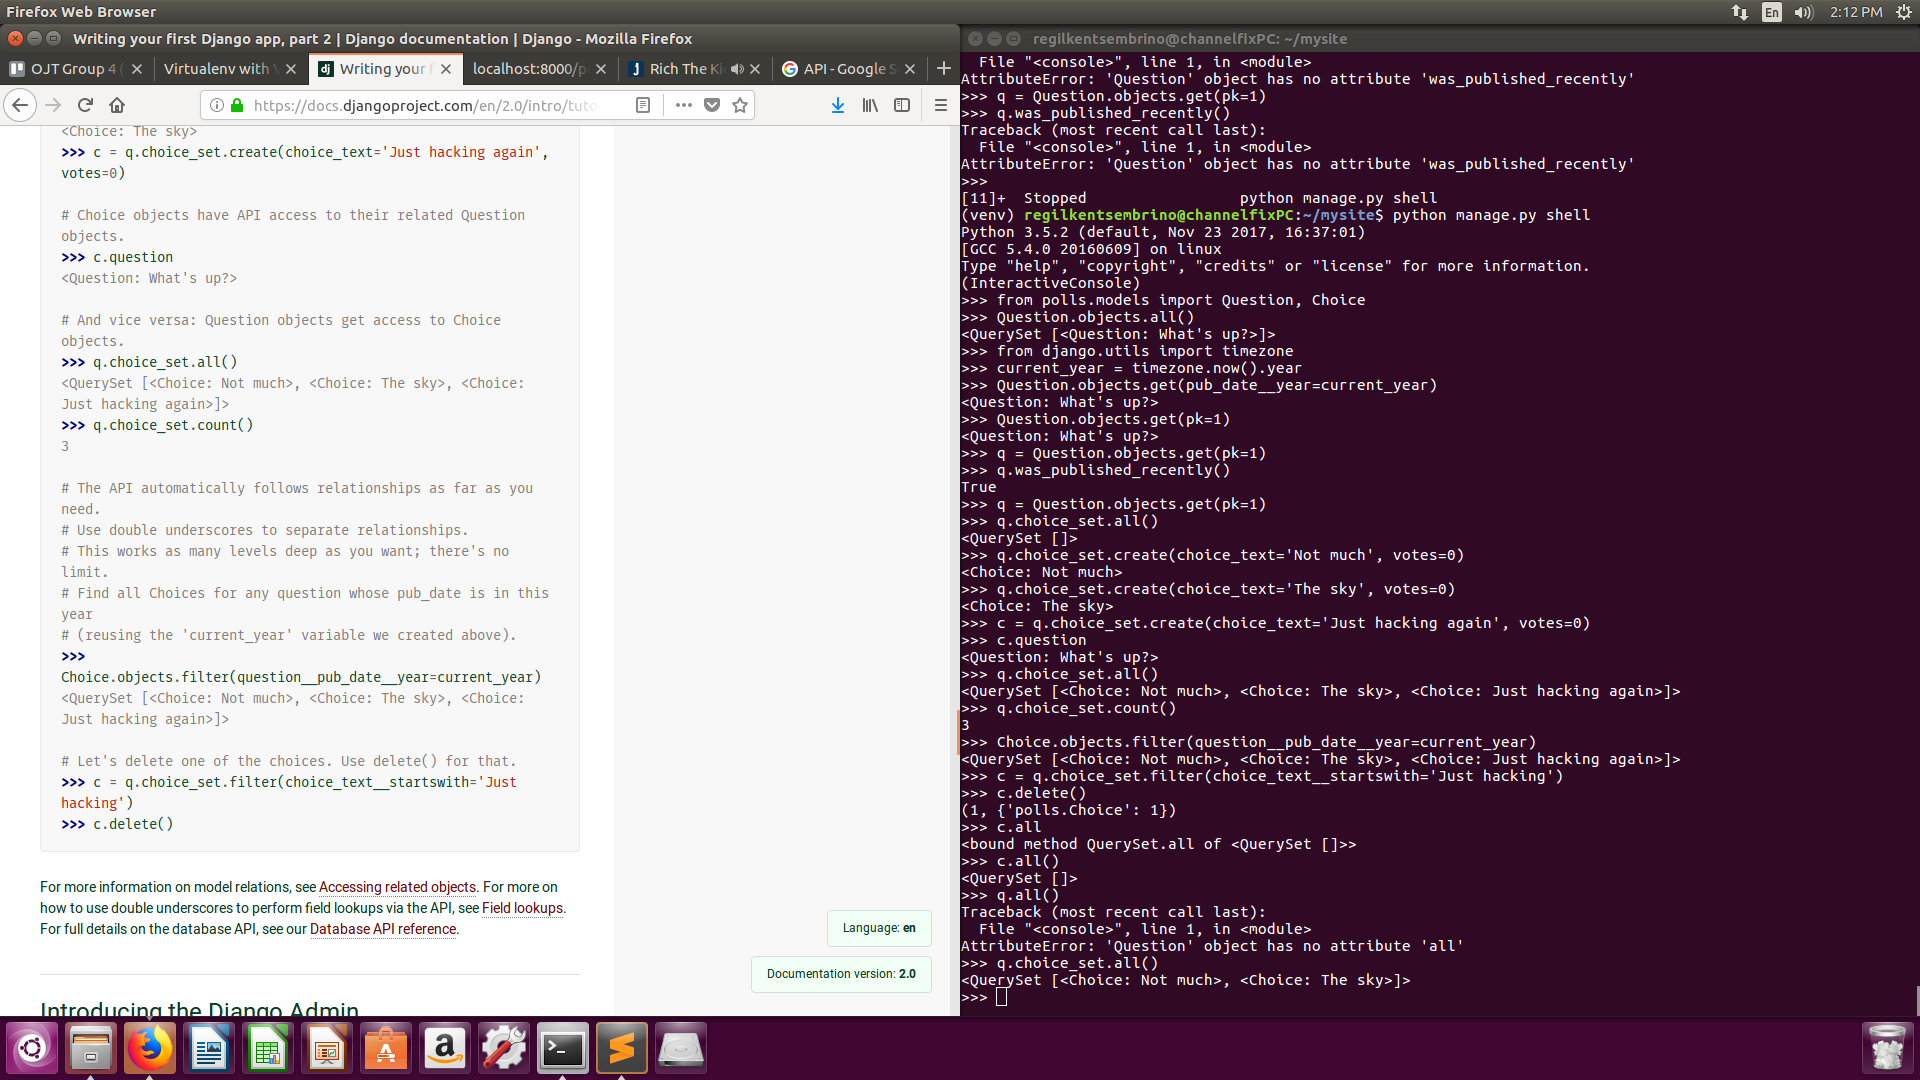 Firefox Web Browser
En
2:12 PM
Writing your first Django app, part 2 | Django documentation | Django - Mozilla Firefox
OJT Group 4
Virtualenv with
dj Writing your f
localhost:8000/p
Rich The Ki
API - Google S
https://docs.djangoproject.com/en/2.0/intro/tuto
<Choice: The sky>
>>> c = q.choice_set.create(choice_text='Just hacking again',
votes=0)
# Choice objects have API access to their related Question
objects.
>>> c.question
<Question: What's up?>
# And vice versa: Question objects get access to Choice
objects.
>>> q.choice_set.all()
<QuerySet [<Choice: Not much>, <Choice: The sky>, <Choice:
Just hacking again>]>
>>> q.choice_set.count()
3
# The API automatically follows relationships as far as you
need.
# Use double underscores to separate relationships.
# This works as many levels deep as you want; there's no
limit.
# Find all Choices for any question whose pub_date is in this
year
# (reusing the 'current_year' variable we created above).
>>>
Choice.objects.filter(question__pub_date__year=current_year)
<QuerySet [<Choice: Not much>, <Choice: The sky>, <Choice:
Just hacking again>]>
# Let's delete one of the choices. Use delete() for that.
>>> c = q.choice_set.filter(choice_text__startswith='Just
hacking')
>>> c.delete()
For more information on model relations, see Accessing related objects. For more on
how to use double underscores to perform field lookups via the API, see Field lookups.
For full details on the database API, see our Database API reference.
Introducing the Django Admin
Language: en
Documentation version: 2.0
regilkentsembrino@channelfixPC: ~/mysite
  File "<console>", line 1, in <module>
AttributeError: 'Question' object has no attribute 'was_published_recently'
>>> q = Question.objects.get(pk=1)
>>> q.was_published_recently()
Traceback (most recent call last):
  File "<console>", line 1, in <module>
AttributeError: 'Question' object has no attribute 'was_published_recently'
>>>
[11]+  Stopped                 python manage.py shell
(venv) regilkentsembrino@channelfixPC:~/mysite$ python manage.py shell
Python 3.5.2 (default, Nov 23 2017, 16:37:01)
[GCC 5.4.0 20160609] on linux
Type "help", "copyright", "credits" or "license" for more information.
(InteractiveConsole)
>>> from polls.models import Question, Choice
>>> Question.objects.all()
<QuerySet [<Question: What's up?>]>
>>> from django.utils import timezone
>>> current_year = timezone.now().year
>>> Question.objects.get(pub_date__year=current_year)
<Question: What's up?>
>>> Question.objects.get(pk=1)
<Question: What's up?>
>>> q = Question.objects.get(pk=1)
>>> q.was_published_recently()
True
>>> q = Question.objects.get(pk=1)
>>> q.choice_set.all()
<QuerySet []>
>>> q.choice_set.create(choice_text='Not much', votes=0)
<Choice: Not much>
>>> q.choice_set.create(choice_text='The sky', votes=0)
<Choice: The sky>
>>> c = q.choice_set.create(choice_text='Just hacking again', votes=0)
>>> c.question
<Question: What's up?>
>>> q.choice_set.all()
<QuerySet [<Choice: Not much>, <Choice: The sky>, <Choice: Just hacking again>]>
>>> q.choice_set.count()
3
>>> Choice.objects.filter(question__pub_date__year=current_year)
<QuerySet [<Choice: Not much>, <Choice: The sky>, <Choice: Just hacking again>]>
>>> c = q.choice_set.filter(choice_text__startswith='Just hacking')
>>> c.delete()
(1, {'polls.Choice': 1})
>>> c.all
<bound method QuerySet.all of <QuerySet []>>
>>> c.all()
<QuerySet []>
>>> q.all()
Traceback (most recent call last):
  File "<console>", line 1, in <module>
AttributeError: 'Question' object has no attribute 'all'
>>> q.choice_set.all()
<QuerySet [<Choice: Not much>, <Choice: The sky>]>
>>>